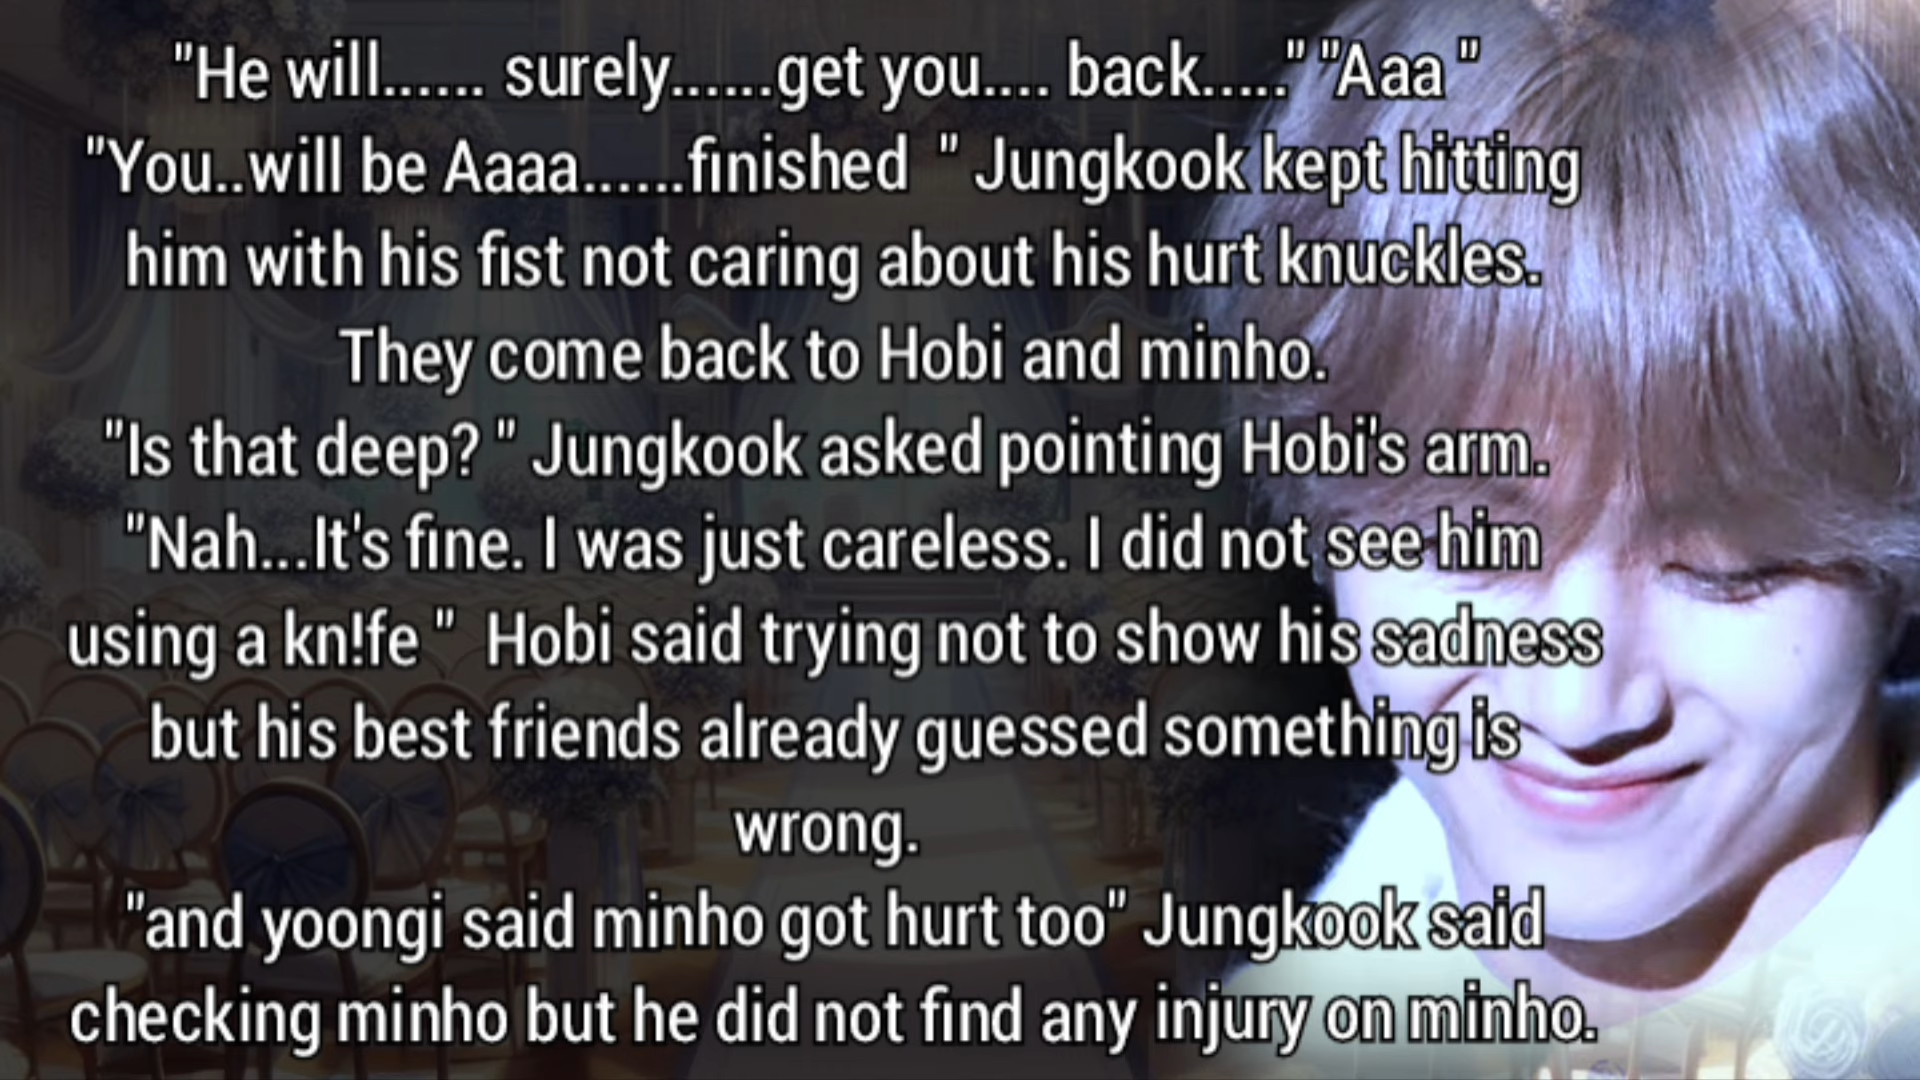 "He will...... surely......get you.... back....." "Aaa "
"You..will be Aaaa......finished  " Jungkook kept hitting
him with his fist not caring about his hurt knuckles.
They come back to Hobi and minho.
"Is that deep? " Jungkook asked pointing Hobi's arm.
"Nah...It's fine. I was just careless. I did not see him
using a kn!fe "  Hobi said trying not to show his sadness
but his best friends already guessed something is
wrong.
"and yoongi said minho got hurt too" Jungkook said
checking minho but he did not find any injury on minho.